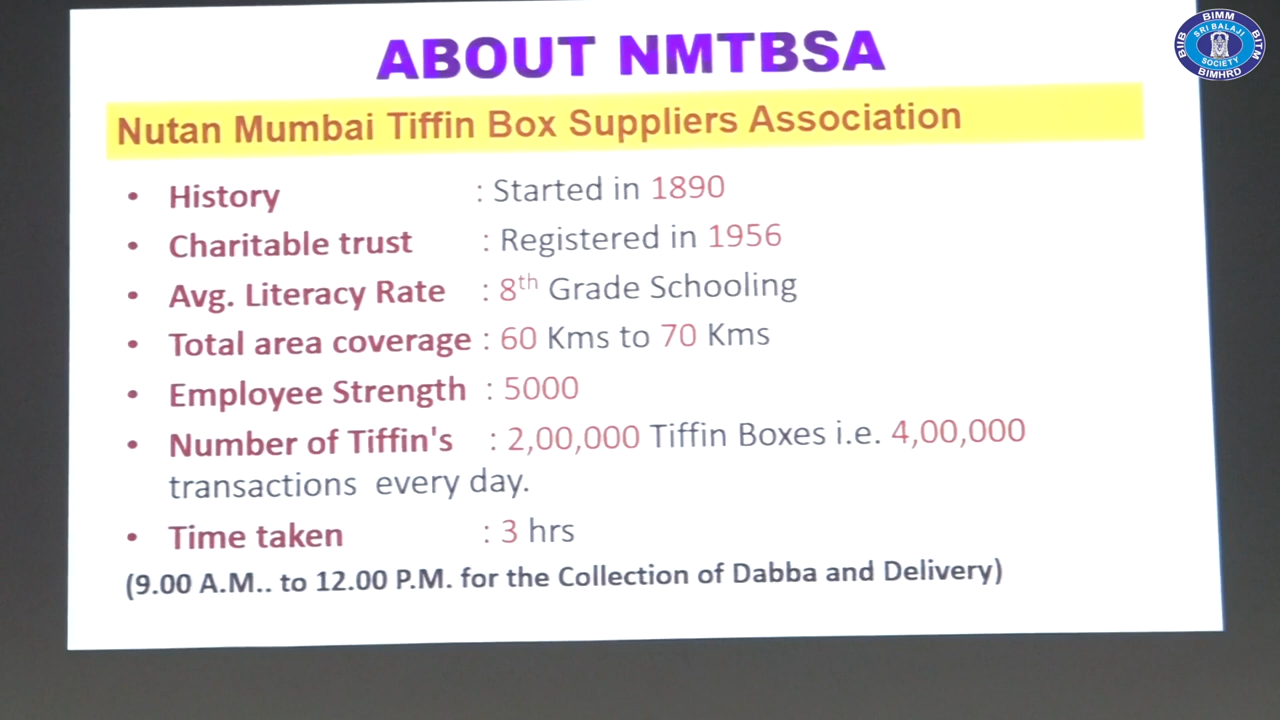 ABOUT NMTBSA
Nutan Mumbai Tiffin Box Suppliers Association
• History : Started in 1890
• Charitable trust : Registered in 1956
• Avg. Literacy Rate : 8th Grade Schooling
• Total area coverage : 60 Kms to 70 Kms
• Employee Strength : 5000
• Number of Tiffin's : 2,00,000 Tiffin Boxes i.e. 4,00,000
transactions every day.
• Time taken : 3 hrs
(9.00 A.M.. to 12.00 P.M. for the Collection of Dabba and Delivery)
BIMM
BIIB
BITM
BIMHRD
SRI BALAJI
SOCIETY